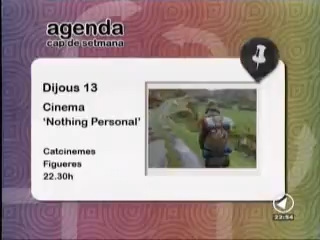 agenda
cap de setmana
Dijous 13
Cinema
‘Nothing Personal’
Catcinemes
Figueres
22.30h
22:54